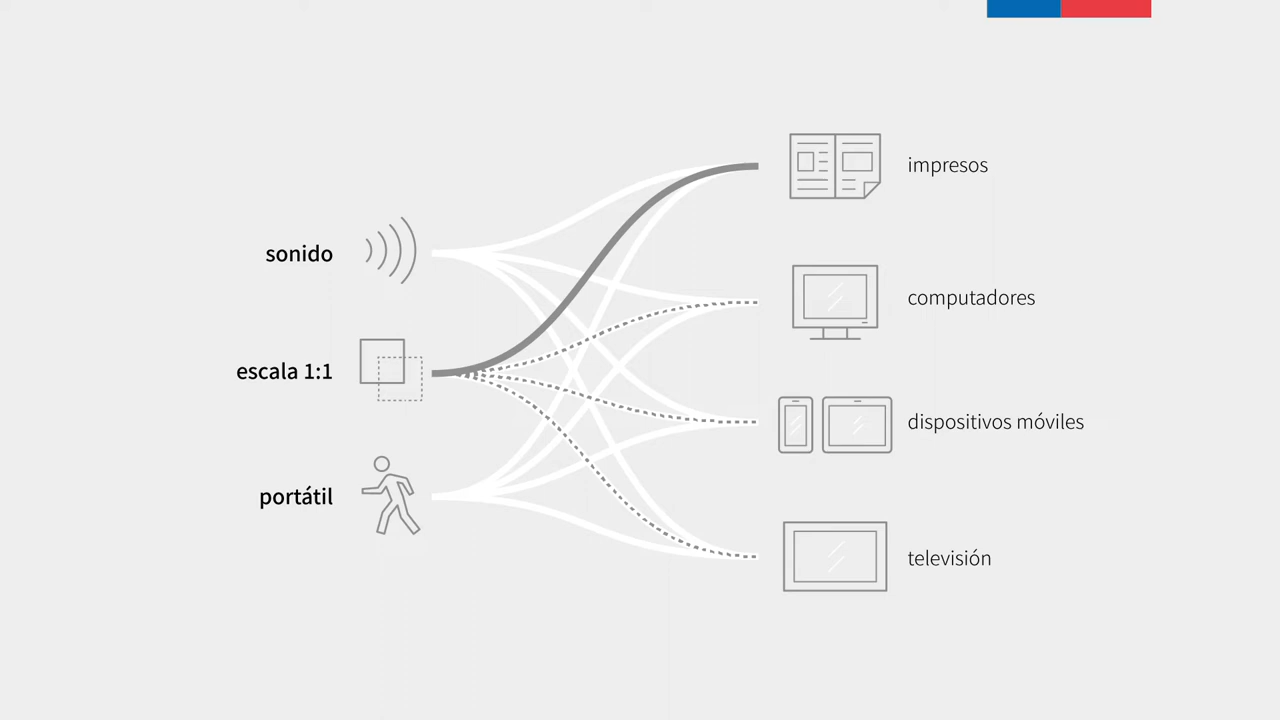 sonido
escala 1:1
portátil
impresos
computadores
dispositivos móviles
televisión